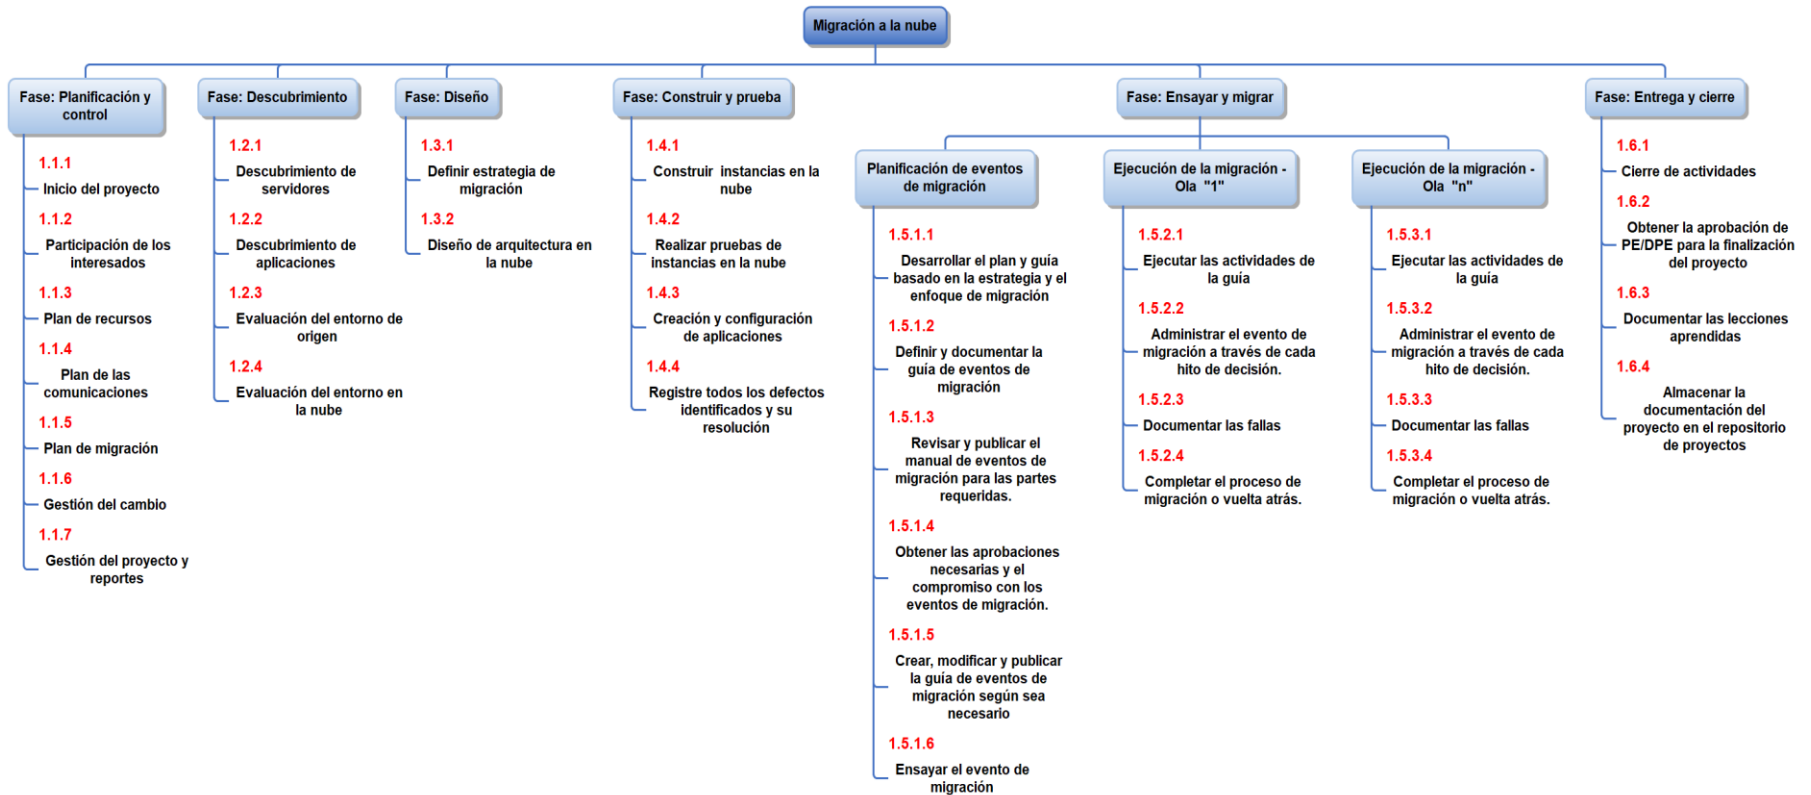 Migración a la nube
Fase: Planificación y
control
1.1.1
Inicio del proyecto
1.1.2
Participación de los
interesados
1.1.3
Plan de recursos
1.1.4
Plan de las
comunicaciones
1.1.5
Plan de migración
1.1.6
Gestión del cambio
1.1.7
Gestión del proyecto y
reportes
Fase: Descubrimiento
1.2.1
Descubrimiento de
servidores
1.2.2
Descubrimiento de
aplicaciones
1.2.3
Evaluación del entorno de
origen
1.2.4
Evaluación del entorno en
la nube
Fase: Diseño
1.3.1
Definir estrategia de
migración
1.3.2
Diseño de arquitectura en
la nube
Fase: Construir y prueba
1.4.1
Construir instancias en la
nube
1.4.2
Realizar pruebas de
instancias en la nube
1.4.3
Creación y configuración
de aplicaciones
1.4.4
Registre todos los defectos
identificados y su
resolución
Fase: Ensayar y migrar
Planificación de eventos
de migración
1.5.1.1
Desarrollar el plan y guía
basado en la estrategia y el
enfoque de migración
1.5.1.2
Definir y documentar la
guía de eventos de
migración
1.5.1.3
Revisar y publicar el
manual de eventos de
migración para las partes
requeridas.
1.5.1.4
Obtener las aprobaciones
necesarias y el
compromiso con los
eventos de migración.
1.5.1.5
Crear, modificar y publicar
la guía de eventos de
migración según sea
necesario
1.5.1.6
Ensayar el evento de
migración
Ejecución de la migración -
Ola "1"
1.5.2.1
Ejecutar las actividades de
la guía
1.5.2.2
Administrar el evento de
migración a través de cada
hito de decisión.
1.5.2.3
Documentar las fallas
1.5.2.4
Completar el proceso de
migración o vuelta atrás.
Ejecución de la migración -
Ola "n"
1.5.3.1
Ejecutar las actividades de
la guía
1.5.3.2
Administrar el evento de
migración a través de cada
hito de decisión.
1.5.3.3
Documentar las fallas
1.5.3.4
Completar el proceso de
migración o vuelta atrás.
Fase: Entrega y cierre
1.6.1
Cierre de actividades
1.6.2
Obtener la aprobación de
PE/DPE para la finalización
del proyecto
1.6.3
Documentar las lecciones
aprendidas
1.6.4
Almacenar la
documentación del
proyecto en el repositorio
de proyectos